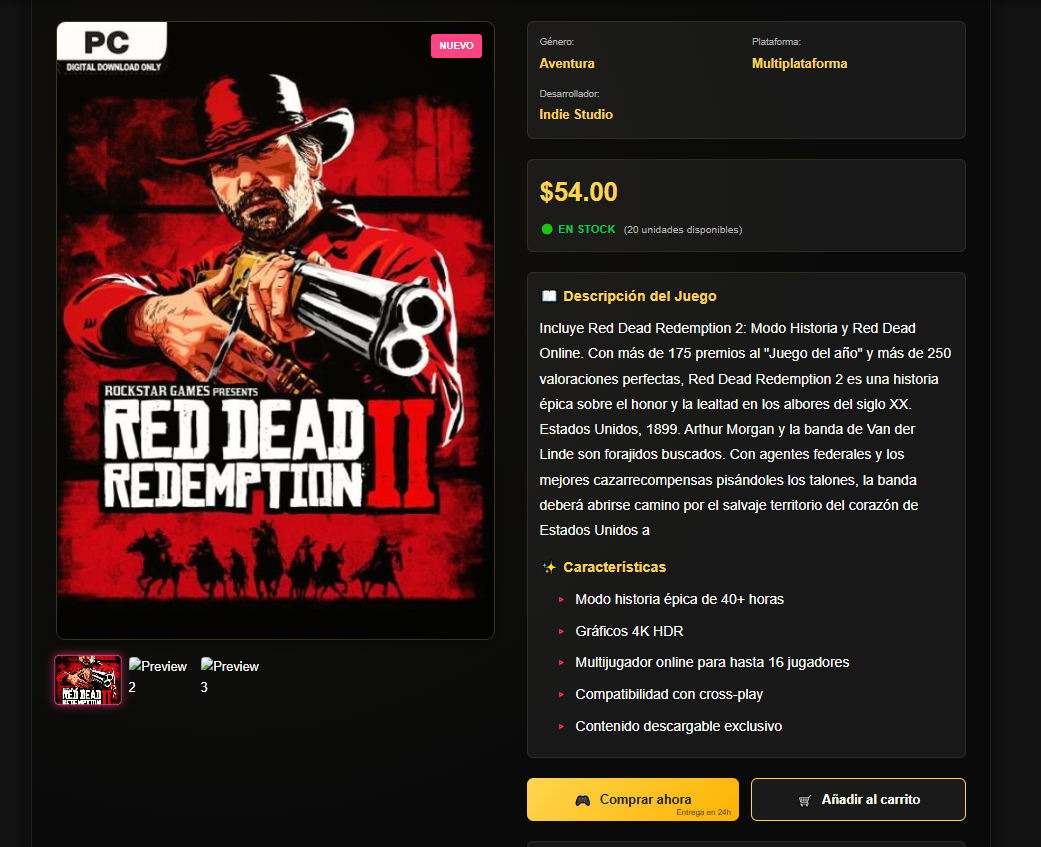 PC
DIGITAL DOWNLOAD ONLY
NUEVO
ROCKSTAR GAMES PRESENTS
RED DEAD
REDEMPTION II
RED DEAD
REDEMPTION II
Preview
2
Preview
3
Género:
Aventura
Plataforma:
Multiplataforma
Desarrollador:
Indie Studio
$54.00
EN STOCK (20 unidades disponibles)
Descripción del Juego
Incluye Red Dead Redemption 2: Modo Historia y Red Dead
Online. Con más de 175 premios al "Juego del año" y más de 250
valoraciones perfectas, Red Dead Redemption 2 es una historia
épica sobre el honor y la lealtad en los albores del siglo XX.
Estados Unidos, 1899. Arthur Morgan y la banda de Van der
Linde son forajidos buscados. Con agentes federales y los
mejores cazarrecompensas pisándoles los talones, la banda
deberá abrirse camino por el salvaje territorio del corazón de
Estados Unidos a
Características
Modo historia épica de 40+ horas
Gráficos 4K HDR
Multijugador online para hasta 16 jugadores
Compatibilidad con cross-play
Contenido descargable exclusivo
Comprar ahora
Entrega en 24h
Añadir al carrito